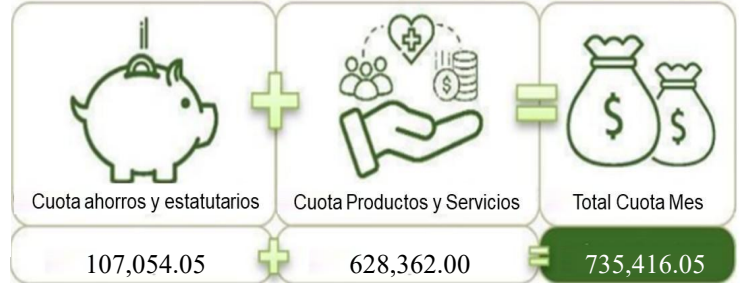 Cuota ahorros y estatutarios
Cuota Productos y Servicios
Total Cuota Mes
107,054.05 + 628,362.00 = 735,416.05